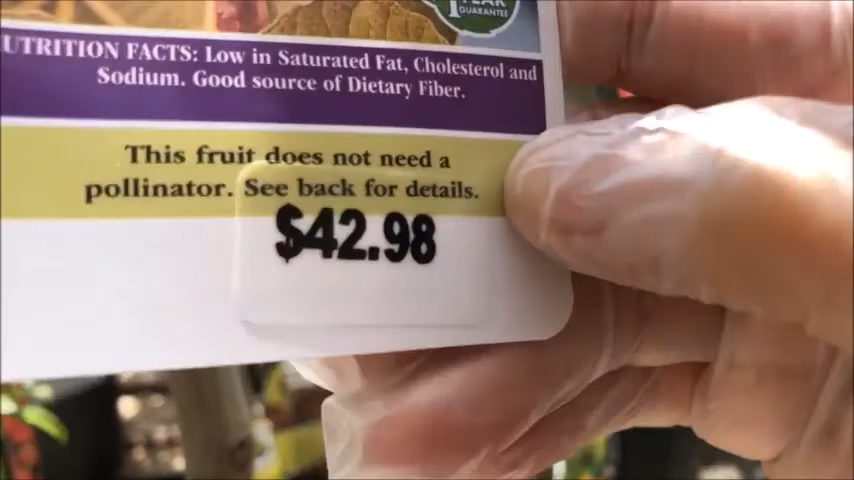 GUARANTEE
UTRITION FACTS: Low in Saturated Fat, Cholesterol and
Sodium. Good source of Dietary Fiber.
This fruit does not need a
pollinator. See back for details.
$42.98